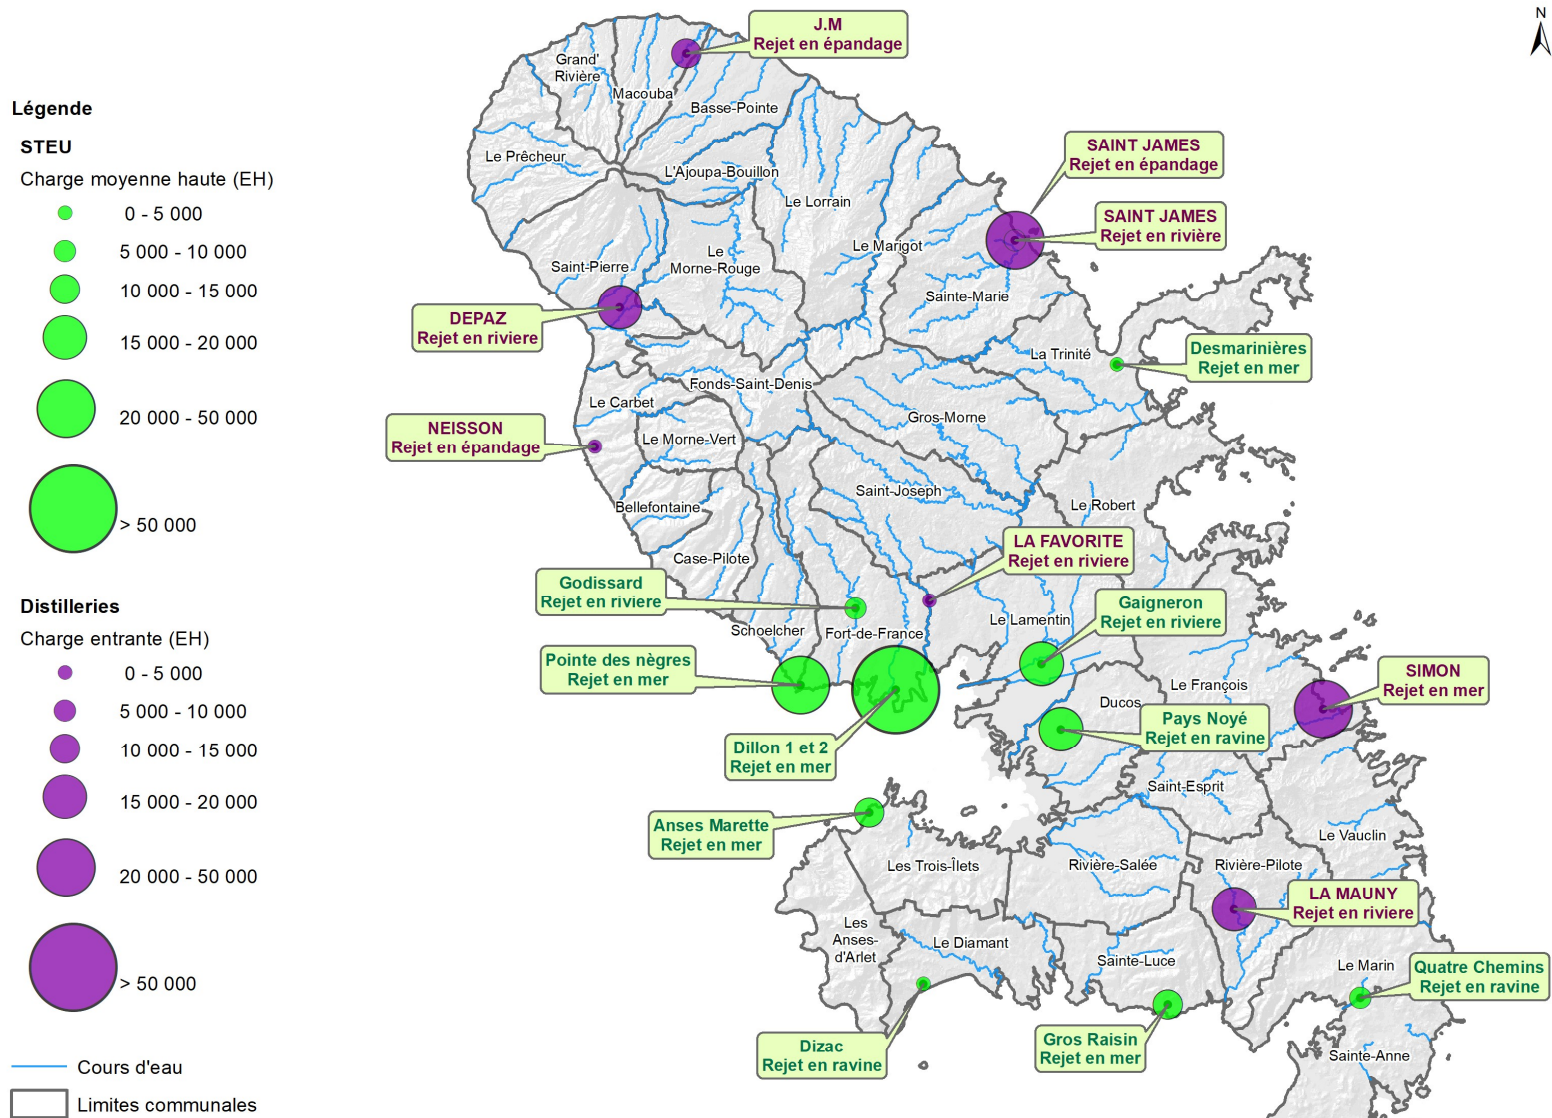 Légende
STEU
Charge moyenne haute (EH)
0 - 5 000
5 000 - 10 000
10 000 - 15 000
15 000 - 20 000
20 000 - 50 000
> 50 000
Distilleries
Charge entrante (EH)
0 - 5 000
5 000 - 10 000
10 000 - 15 000
15 000 - 20 000
20 000 - 50 000
> 50 000
Cours d'eau
Limites communales
N
J.M
Rejet en épandage
Grand'
Rivière
Macouba
Basse-Pointe
Le Prêcheur
L'Ajoupa-Bouillon
SAINT JAMES
Rejet en épandage
Le Lorrain
SAINT JAMES
Rejet en rivière
Le Marigot
Le
Morne-Rouge
Saint-Pierre
Sainte-Marie
DEPAZ
Rejet en riviere
La Trinité
Desmarinières
Rejet en mer
Fonds-Saint-Denis
Le Carbet
Gros-Morne
NEISSON
Rejet en épandage
Le Morne-Vert
Saint-Joseph
Le Robert
Bellefontaine
Case-Pilote
LA FAVORITE
Rejet en riviere
Godissard
Rejet en riviere
Gaigneron
Rejet en riviere
Le Lamentin
Schoelcher
Fort-de-France
Pointe des nègres
Rejet en mer
SIMON
Rejet en mer
Le François
Ducos
Pays Noyé
Rejet en ravine
Dillon 1 et 2
Rejet en mer
Saint-Esprit
Anses Marette
Rejet en mer
Le Vauclin
Les Trois-Îlets
Rivière-Salée
Rivière-Pilote
LA MAUNY
Rejet en riviere
Les
Anses-
d'Arlet
Le Diamant
Sainte-Luce
Le Marin
Quatre Chemins
Rejet en ravine
Dizac
Rejet en ravine
Gros Raisin
Rejet en mer
Sainte-Anne